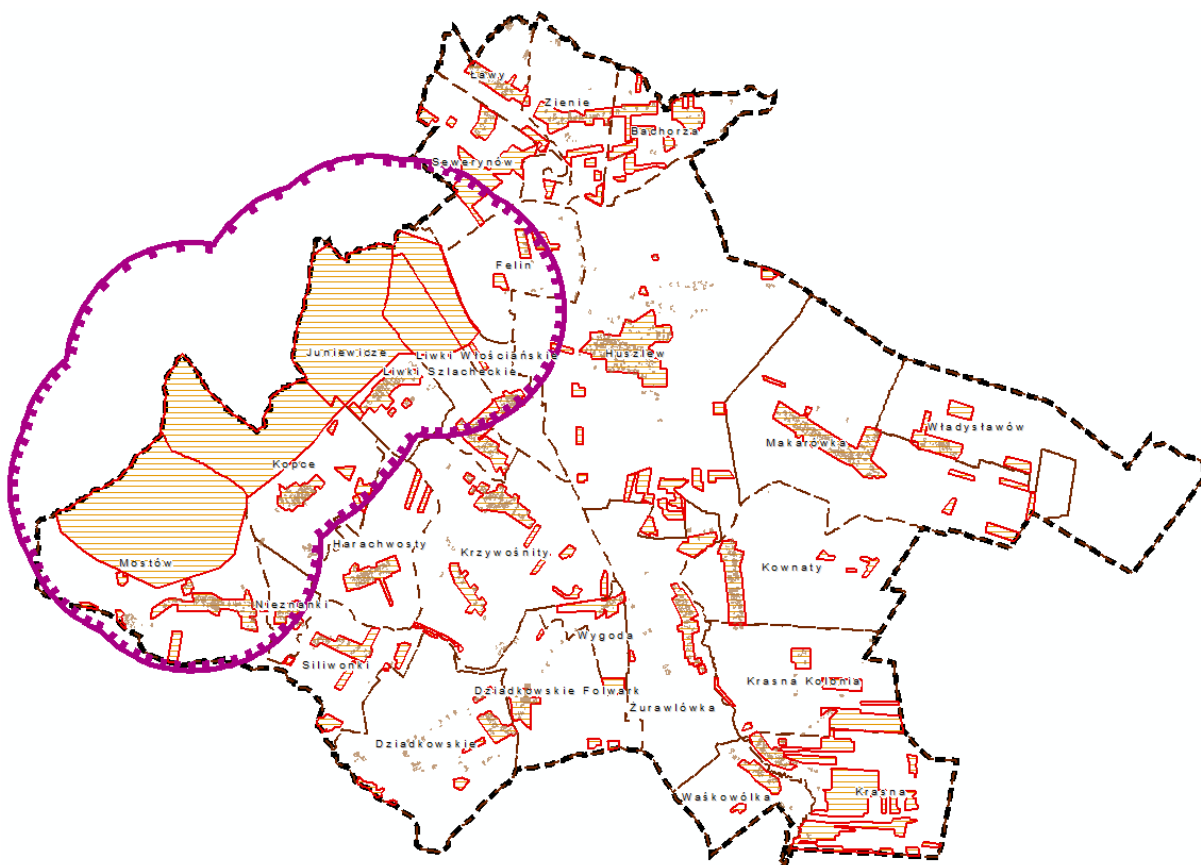 Ławy
Zienie
Bachorza
Sewerynów
Felin
Juniewicze
Liwki Włościańskie
Huszlew
Liwki Szlacheckie
Władysławów
Makarówka
Kopce
Harachwosty
Krzywośnity
Mostów
Kownaty
Nieznanki
Wygoda
Siliwonki
Krasna Kolonia
Dziadkowskie Folwark
Żurawlówka
Dziadkowskie
Waśkowólka
Krasna